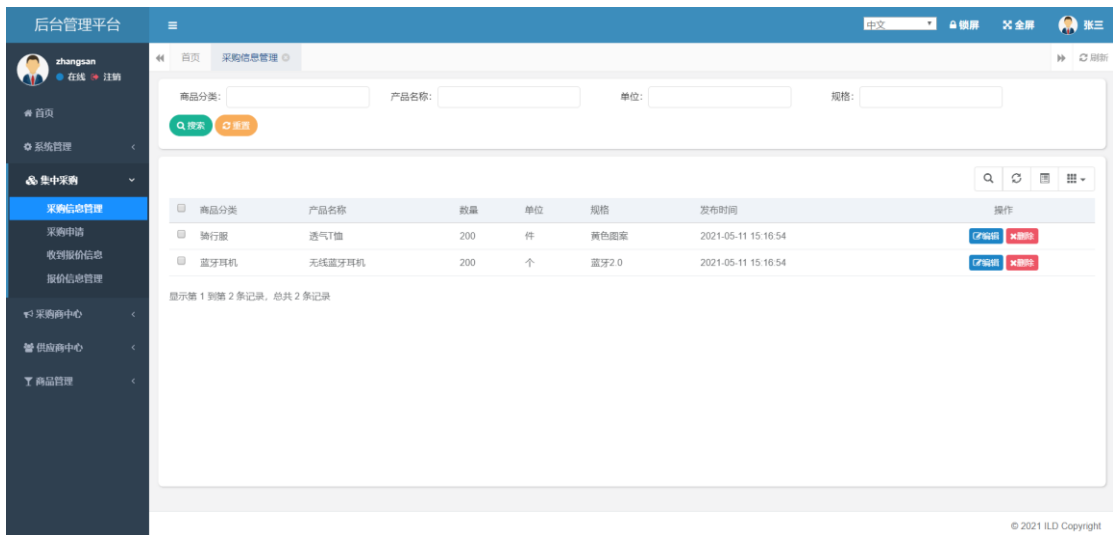 后台管理平台 中文 锁屏 全屏 张三
zhangsan
在线 注销
首页 采购信息管理 刷新
商品分类: 产品名称: 单位: 规格:
搜索 重置
首页
系统管理
集中采购
采购信息管理
采购申请
收到报价信息
报价信息管理
采购商中心
供应商中心
商品管理
商品分类 产品名称 数量 单位 规格 发布时间 操作
骑行服 透气T恤 200 件 黄色图案 2021-05-11 15:16:54 编辑 删除
蓝牙耳机 无线蓝牙耳机 200 个 蓝牙2.0 2021-05-11 15:16:54 编辑 删除
显示第 1 到第 2 条记录，总共 2 条记录
© 2021 ILD Copyright